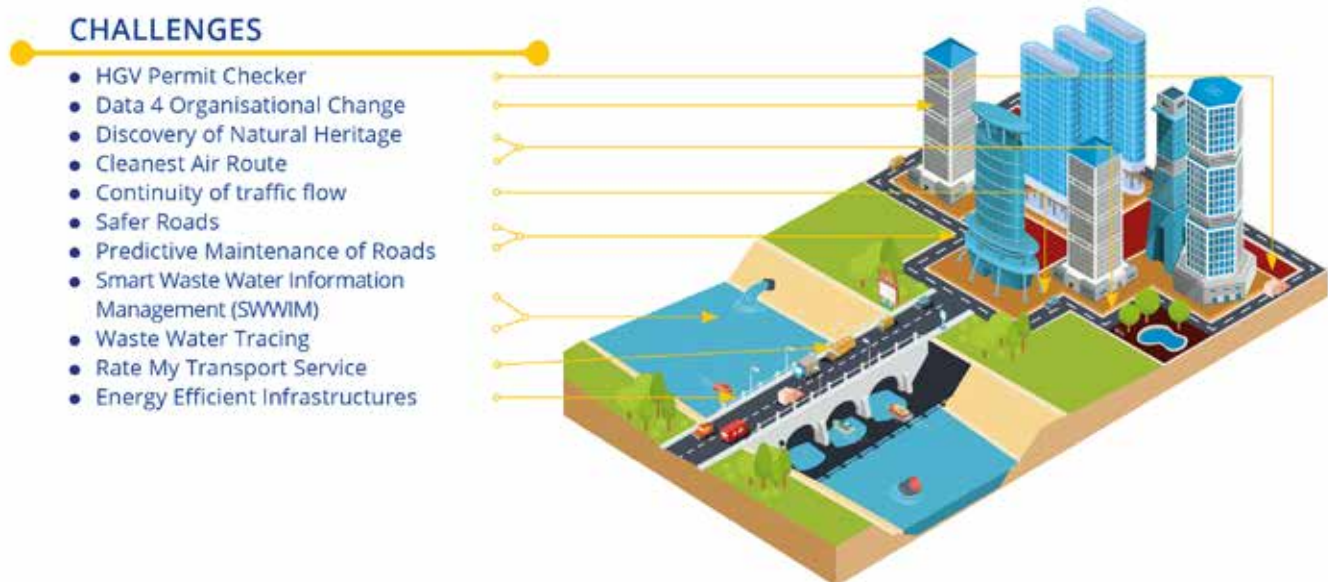 CHALLENGES
HGV Permit Checker
Data 4 Organisational Change
Discovery of Natural Heritage
Cleanest Air Route
Continuity of traffic flow
Safer Roads
Predictive Maintenance of Roads
Smart Waste Water Information
Management (SWWIM)
Waste Water Tracing
Rate My Transport Service
Energy Efficient Infrastructures